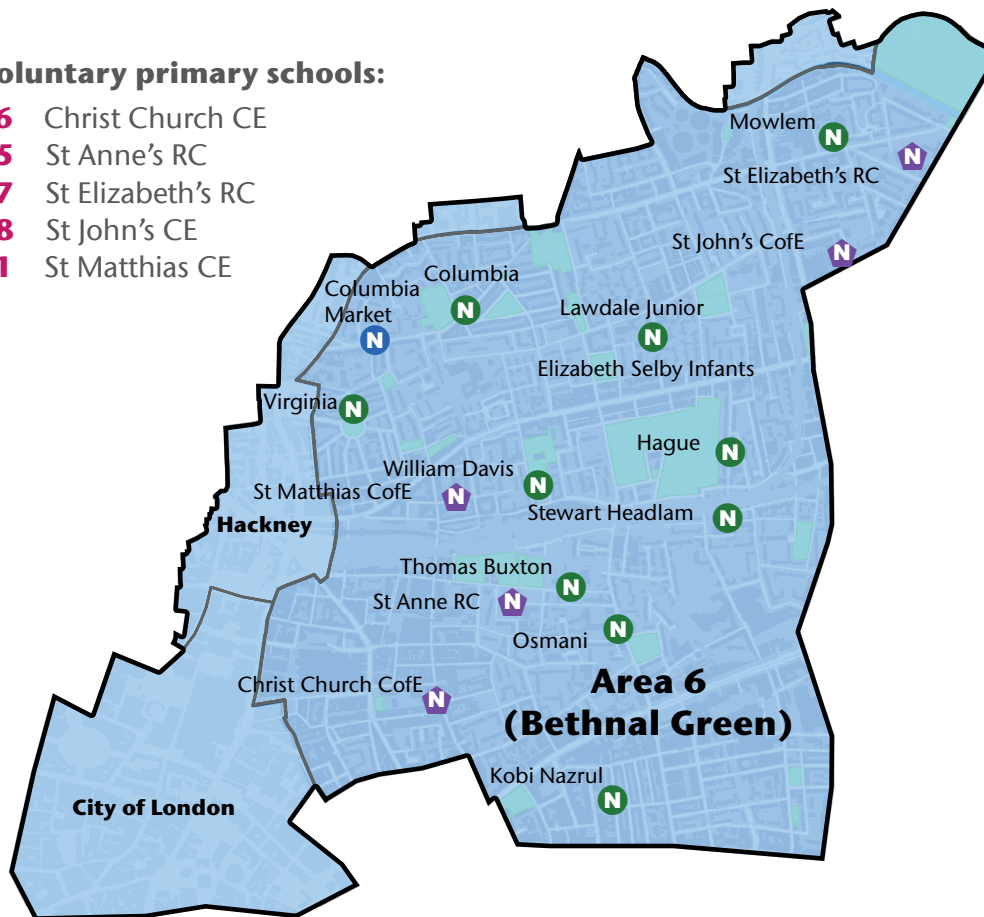 oluntary primary schools:
6 Christ Church CE
5 St Anne's RC
7 St Elizabeth's RC
8 St John's CE
1 St Matthias CE
Mowlem
N
N
St Elizabeth's RC
St John's CofE
N
Columbia
Columbia
Market
N
N
Lawdale Junior
N
Elizabeth Selby Infants
Virginia
N
Hague
N
William Davis
N
St Matthias CofE
N
Stewart Headlam
N
Hackney
Thomas Buxton
N
St Anne RC
N
Osmani
N
Area 6
(Bethnal Green)
Christ Church CofE
N
Kobi Nazrul
N
City of London